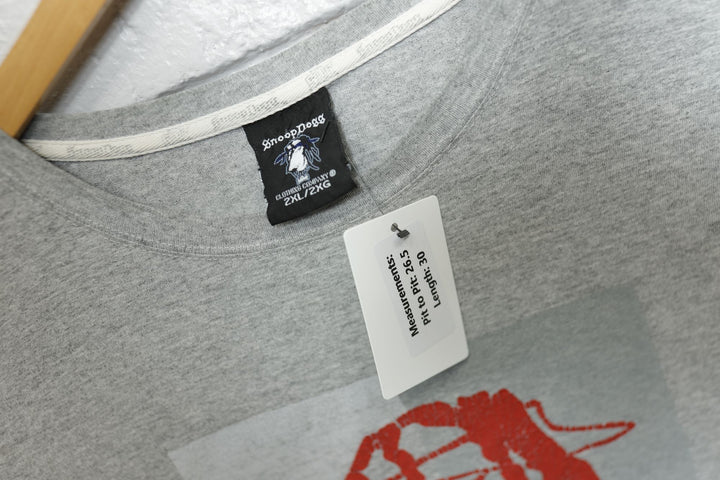 SnoopDogg
CLOTHING COMPANY®
2XL/2XG
Measurements:
Pit to Pit: 26.5
Length: 30